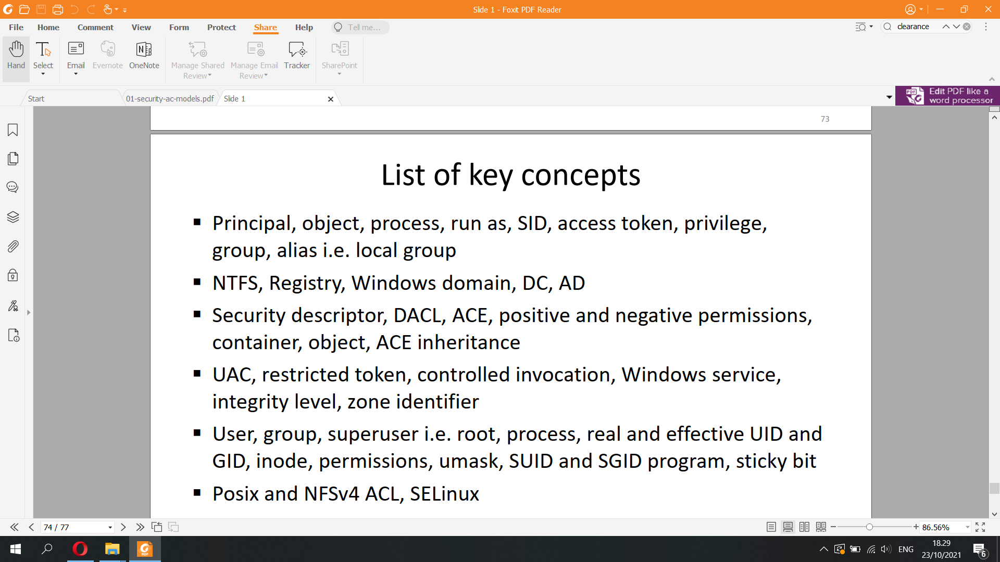 Slide 1 - Foxit PDF Reader
File Home Comment View Form Protect Share Help Tell me... clearance
Hand Select Email Evernote OneNote Manage Shared Review Manage Email Review Tracker SharePoint
Start 01-security-ac-models.pdf Slide 1
Edit PDF like a
word processor
73
List of key concepts
▪ Principal, object, process, run as, SID, access token, privilege,
group, alias i.e. local group
▪ NTFS, Registry, Windows domain, DC, AD
▪ Security descriptor, DACL, ACE, positive and negative permissions,
container, object, ACE inheritance
▪ UAC, restricted token, controlled invocation, Windows service,
integrity level, zone identifier
▪ User, group, superuser i.e. root, process, real and effective UID and
GID, inode, permissions, umask, SUID and SGID program, sticky bit
▪ Posix and NFSv4 ACL, SELinux
74 / 77 86.56%
ENG 18.29
23/10/2021
6